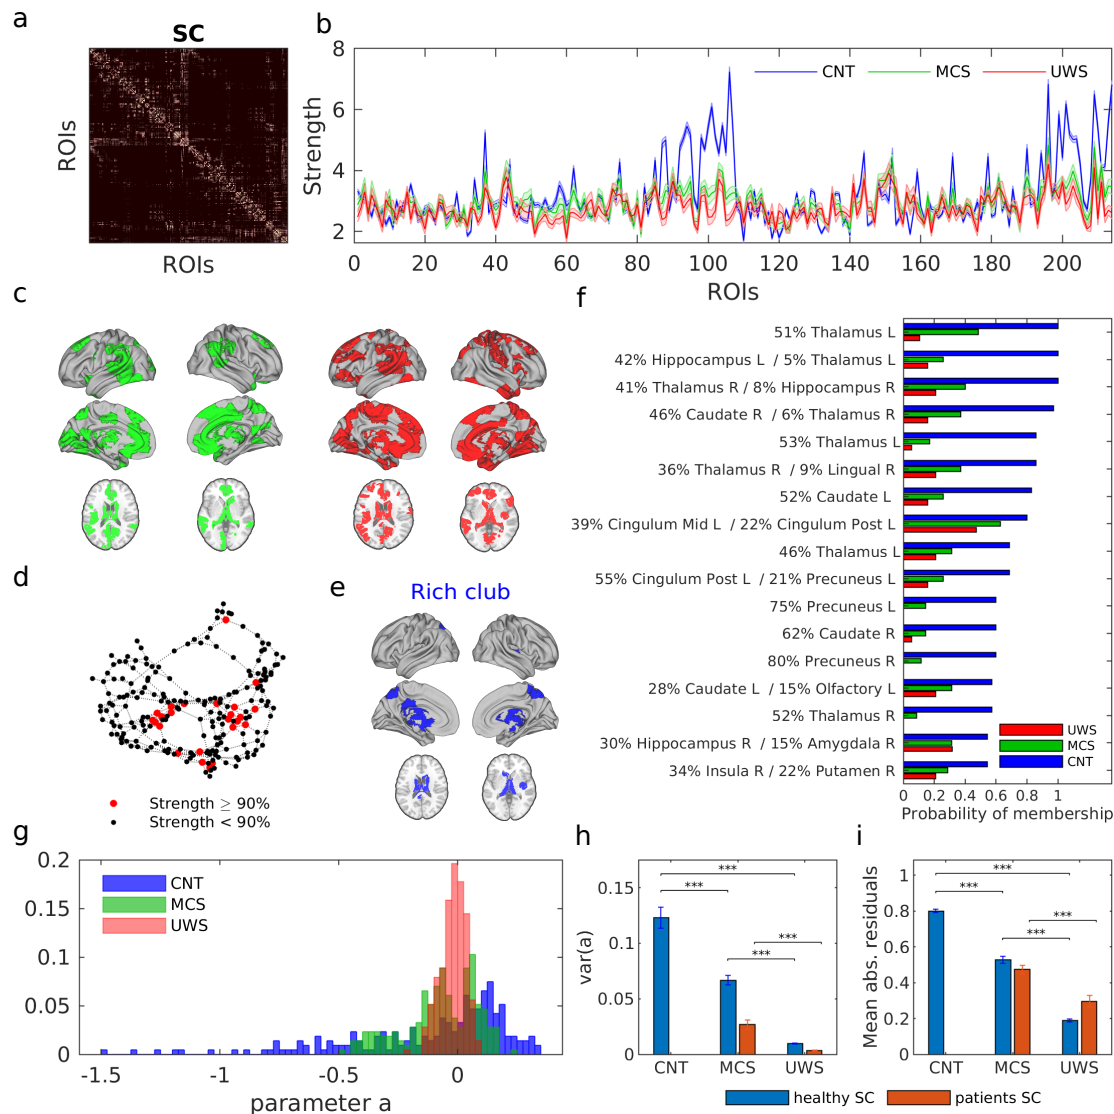 a
SC
ROIs
ROIs
b
8
6
4
2
Strength
CNT
MCS
UWS
0 20 40 60 80 100 120 140 160 180 200
ROIs
c
d
Strength ≥ 90%
Strength < 90%
e
Rich club
f
51% Thalamus L
42% Hippocampus L / 5% Thalamus L
41% Thalamus R / 8% Hippocampus R
46% Caudate R / 6% Thalamus R
53% Thalamus L
36% Thalamus R / 9% Lingual R
52% Caudate L
39% Cingulum Mid L / 22% Cingulum Post L
46% Thalamus L
55% Cingulum Post L / 21% Precuneus L
75% Precuneus L
62% Caudate R
80% Precuneus R
28% Caudate L / 15% Olfactory L
52% Thalamus R
30% Hippocampus R / 15% Amygdala R
34% Insula R / 22% Putamen R
UWS
MCS
CNT
0 0.2 0.4 0.6 0.8 1
Probability of membership
g
0.2
0.15
0.1
0.05
0
CNT
MCS
UWS
-1.5 -1 -0.5 0
parameter a
h
0.15
0.1
0.05
0
var(a)
***
***
***
***
CNT MCS UWS
i
1
0.8
0.6
0.4
0.2
0
Mean abs. residuals
***
***
***
***
CNT MCS UWS
healthy SC
patients SC